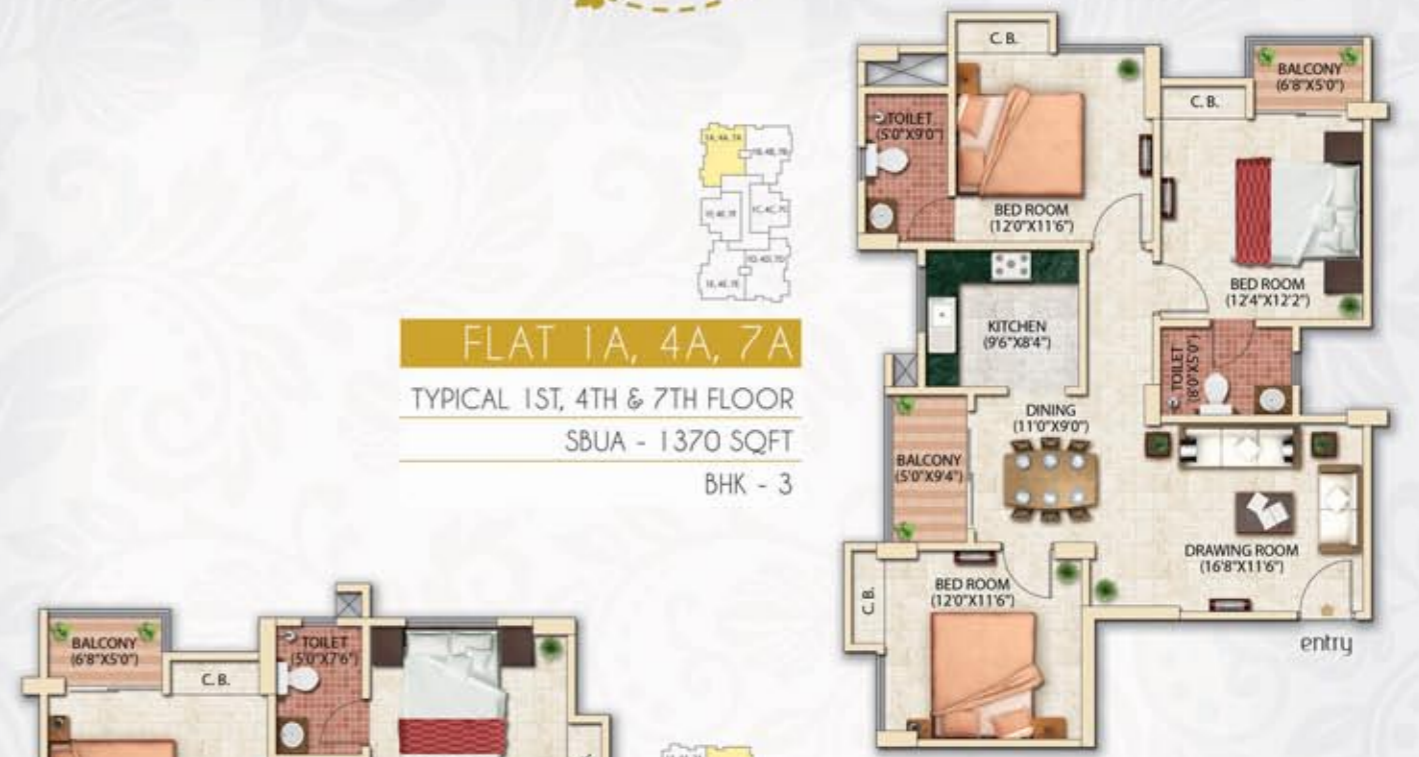 C. B.
BALCONY
(6'8"X5'0")
C. B.
TOILET
(5'0"X9'0")
BED ROOM
(12'0"X11'6")
BED ROOM
(12'4"X12'2")
1A, 4A, 7A
KITCHEN
(9'6"X8'4")
TOILET
(8'0"X5'0")
FLAT 1A, 4A, 7A
TYPICAL 1ST, 4TH & 7TH FLOOR
SBUA - 1370 SQFT
BHK - 3
DINING
(11'0"X9'0")
BALCONY
(5'0"X9'4")
DRAWING ROOM
(16'8"X11'6")
BED ROOM
(12'0"X11'6")
C. B.
entry
BALCONY
(6'8"X5'0")
TOILET
(5'0"X7'6")
C. B.